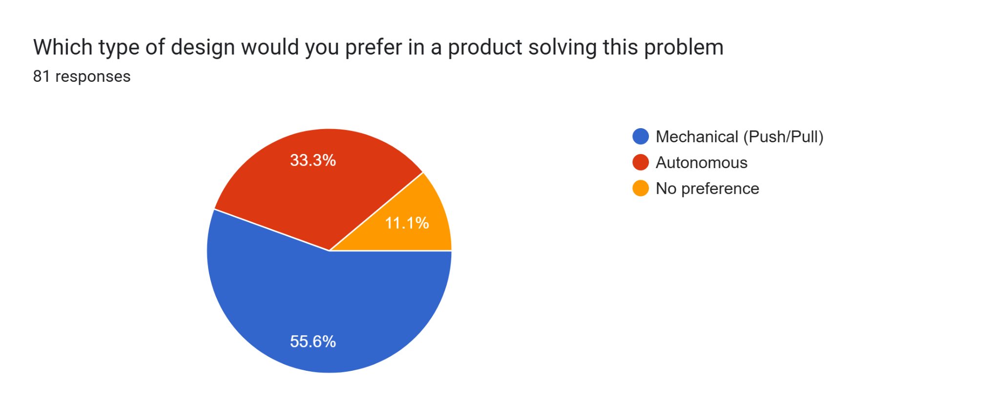 Which type of design would you prefer in a product solving this problem
81 responses
33.3%
11.1%
55.6%
Mechanical (Push/Pull)
Autonomous
No preference